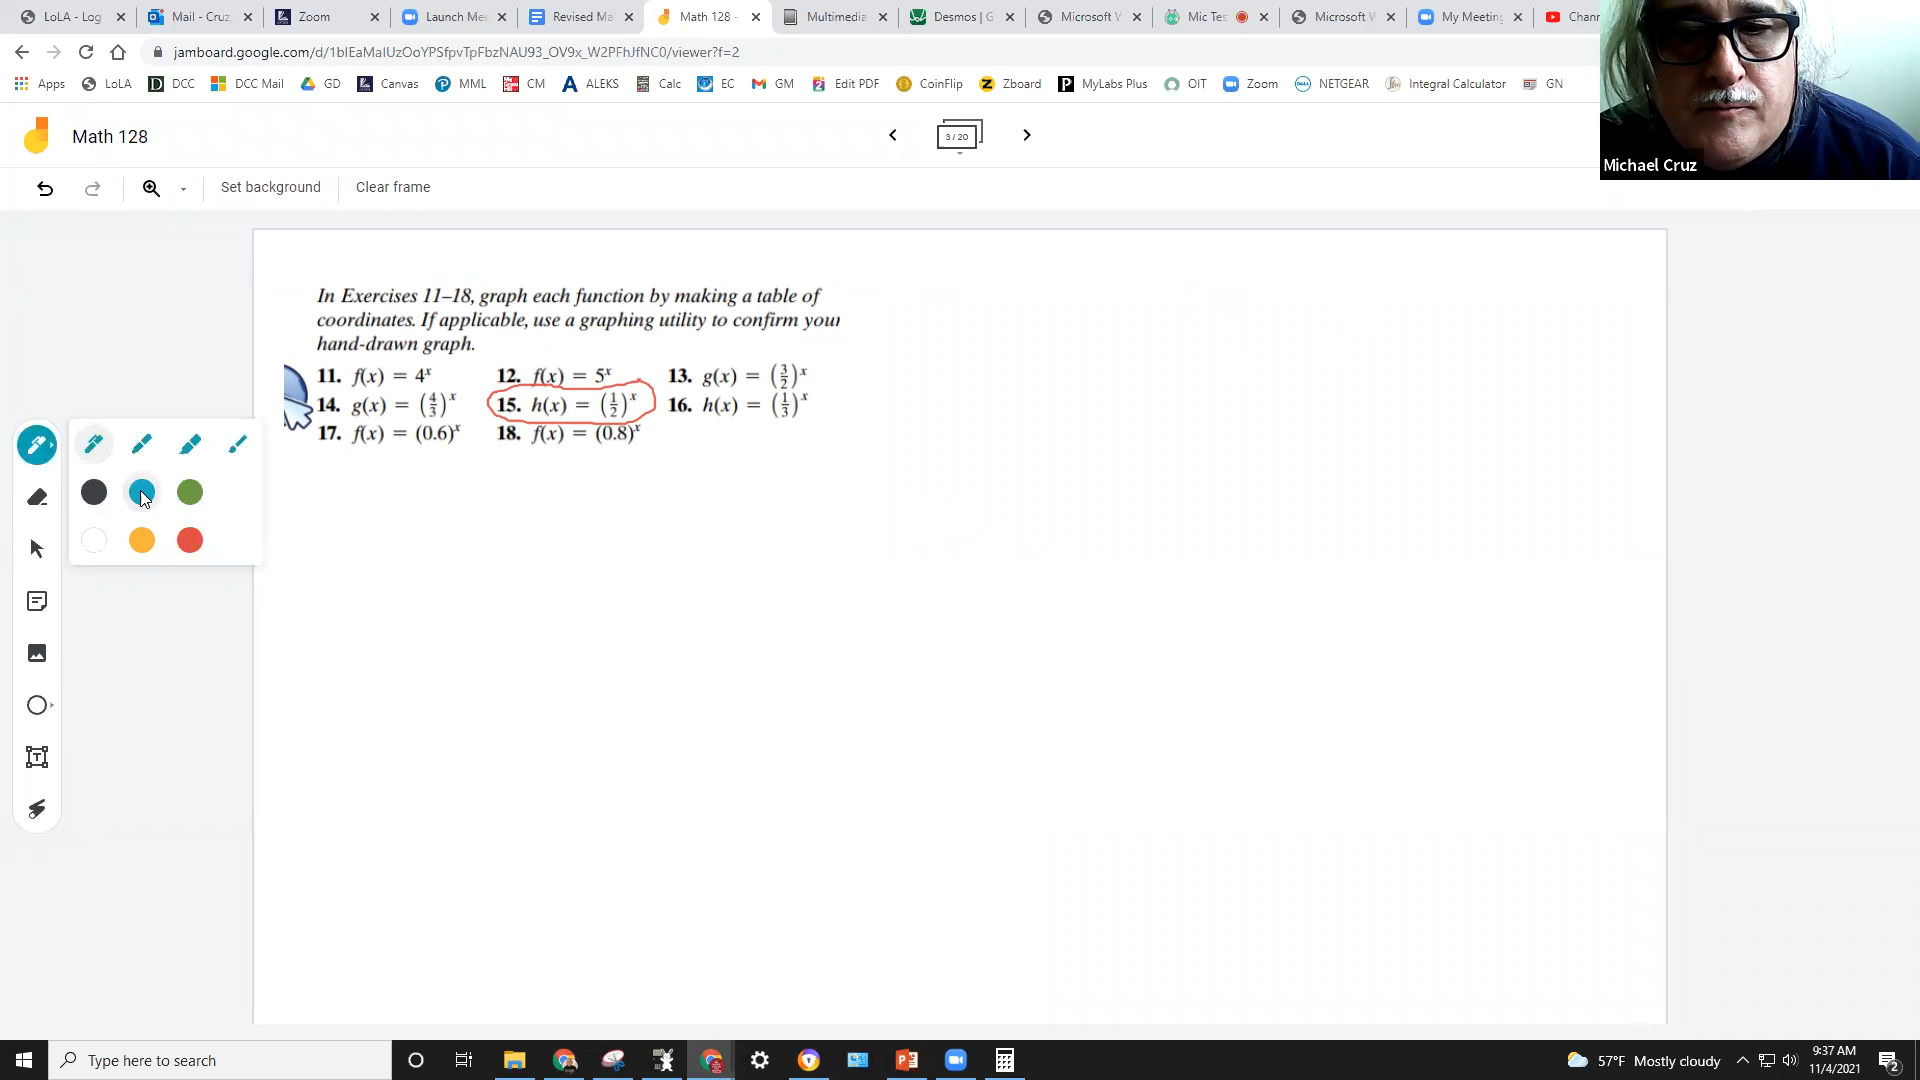 LoLA - Log
Mail - Cruz,
Zoom
Launch Mee
Revised Ma
Math 128 -
Multimedia
Desmos | G
Microsoft V
Mic Tes
Microsoft W
My Meeting
Chann
jamboard.google.com/d/1blEaMaIUzOoYPSfpvTpFbzNAU93_OV9x_W2PFhJfNC0/viewer?f=2
Apps LoLA DCC DCC Mail GD Canvas MML CM ALEKS Calc EC GM Edit PDF CoinFlip Zboard MyLabs Plus OIT Zoom NETGEAR Integral Calculator GN
Math 128
3 / 20
Michael Cruz
Set background Clear frame
In Exercises 11–18, graph each function by making a table of
coordinates. If applicable, use a graphing utility to confirm your
hand-drawn graph.
11. f(x) = 4ˣ 12. f(x) = 5ˣ 13. g(x) = (3/2)ˣ
14. g(x) = (4/3)ˣ 15. h(x) = (1/2)ˣ 16. h(x) = (1/3)ˣ
17. f(x) = (0.6)ˣ 18. f(x) = (0.8)ˣ
Type here to search
57°F Mostly cloudy
9:37 AM
11/4/2021
2